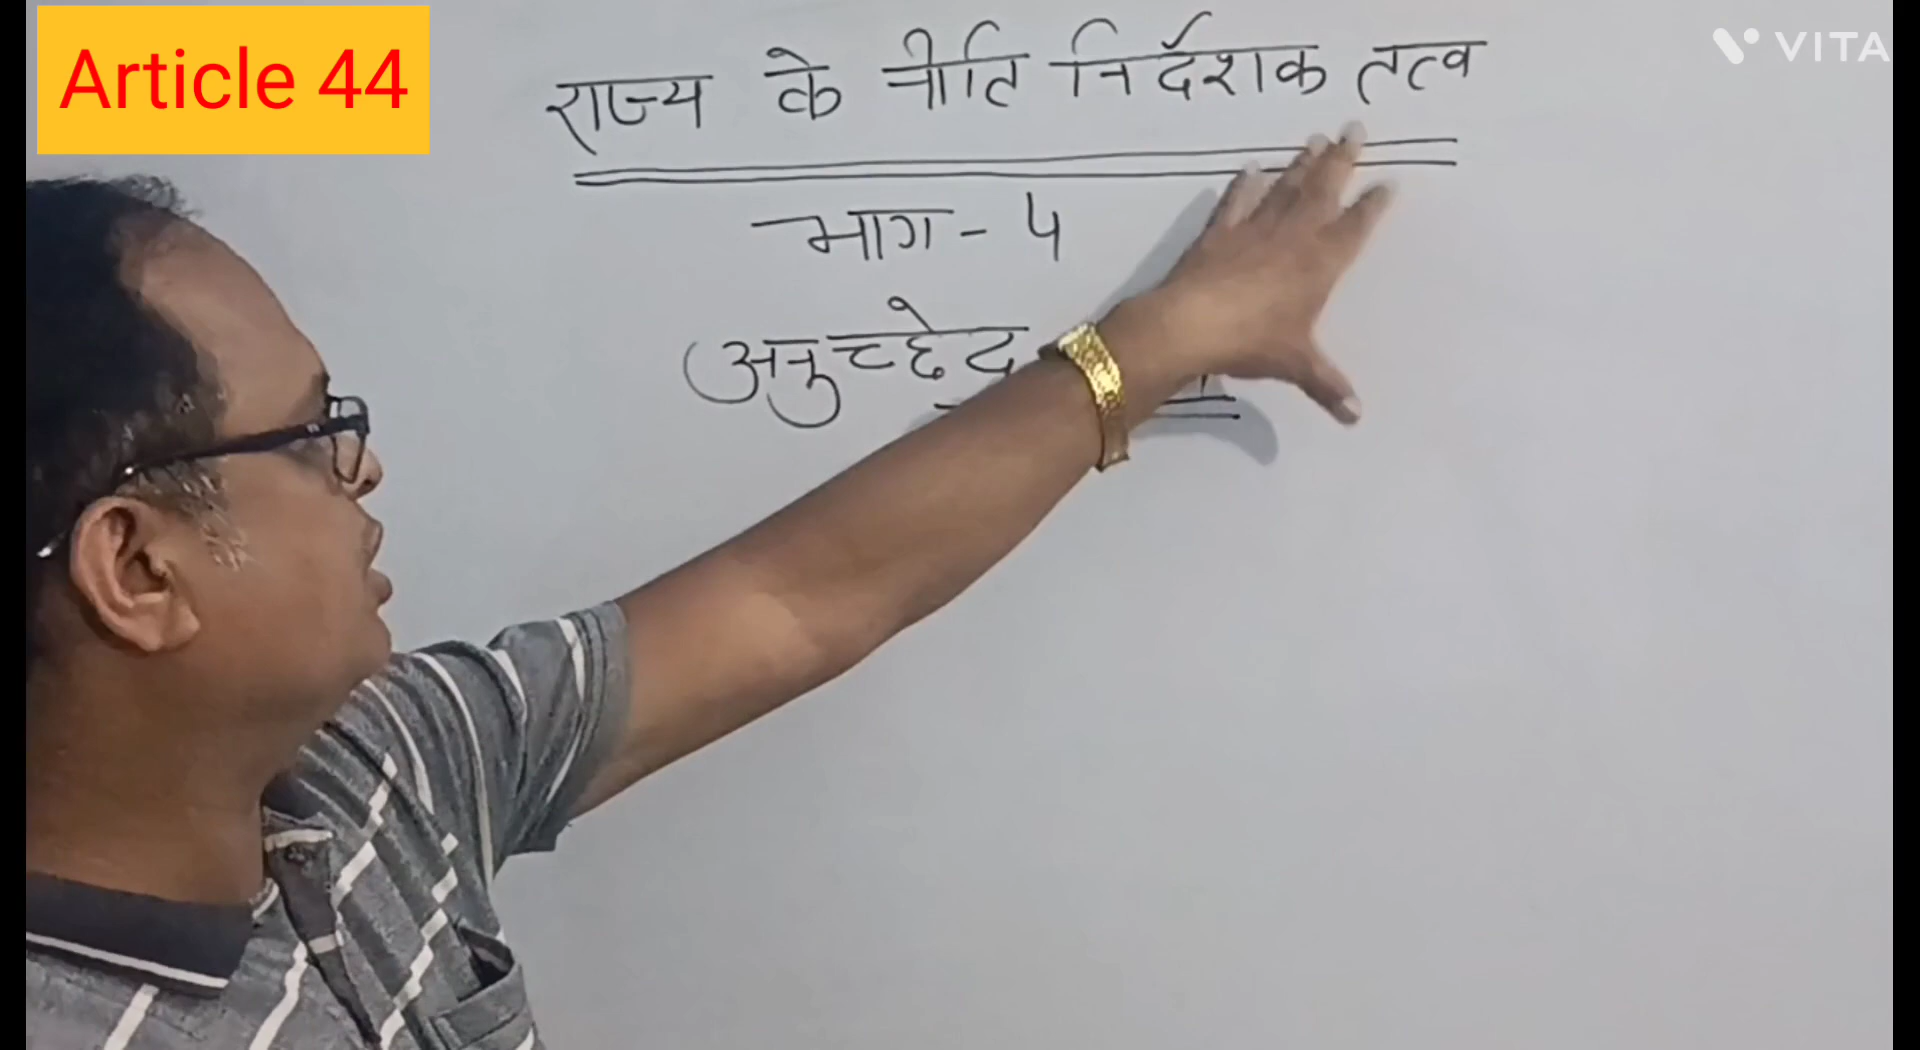 Article 44
VITA
राज्य के नीति निर्देशक तत्व
भाग - 4
अनुच्छेद